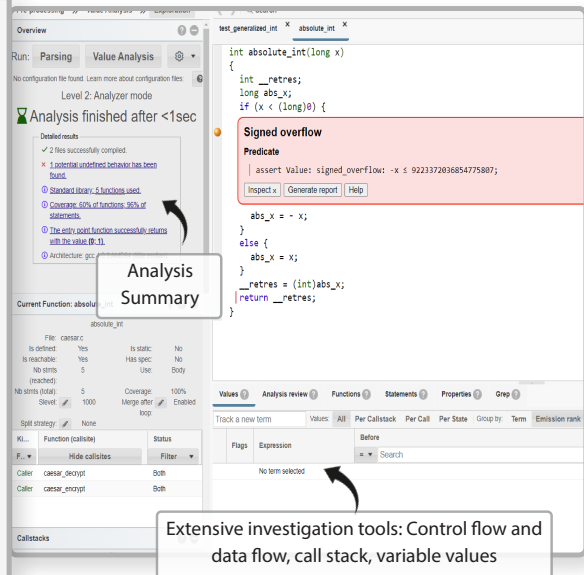 Overview
Run: Parsing Value Analysis
No configuration file found. Learn more about configuration files:
Level 2: Analyzer mode
Analysis finished after <1sec
Detailed results
2 files successfully compiled.
1 potential undefined behavior has been
found.
Standard library: 5 functions used.
Coverage: 60% of functions; 96% of
statements.
The entry point function successfully returns
with the value {0; 1}.
Architecture: gcc
Analysis
Summary
Current Function: absolute_int
absolute_int
File: caesar.c
Is defined: Yes Is static: No
Is reachable: Yes Has spec: No
Nb stmts (reached): 5 Use: Body
Nb stmts (total): 5 Coverage: 100%
Slevel: 1000 Merge after loop: Enabled
Split strategy: None
Ki... Function (callsite) Status
F... Hide callsites Filter
Caller caesar_decrypt Both
Caller caesar_encrypt Both
Callstacks
test_generalized_int X absolute_int X
int absolute_int(long x)
{
int __retres;
long abs_x;
if (x < (long)0) {
Signed overflow
Predicate
assert Value: signed_overflow: -x ≤ 9223372036854775807;
Inspect x Generate report Help
abs_x = - x;
}
else {
abs_x = x;
}
__retres = (int)abs_x;
return __retres;
}
Values Analysis review Functions Statements Properties Grep
Track a new term Values: All Per Callstack Per Call Per State Group by: Term Emission rank
Flags Expression Before
= Search
No term selected
Extensive investigation tools: Control flow and
data flow, call stack, variable values